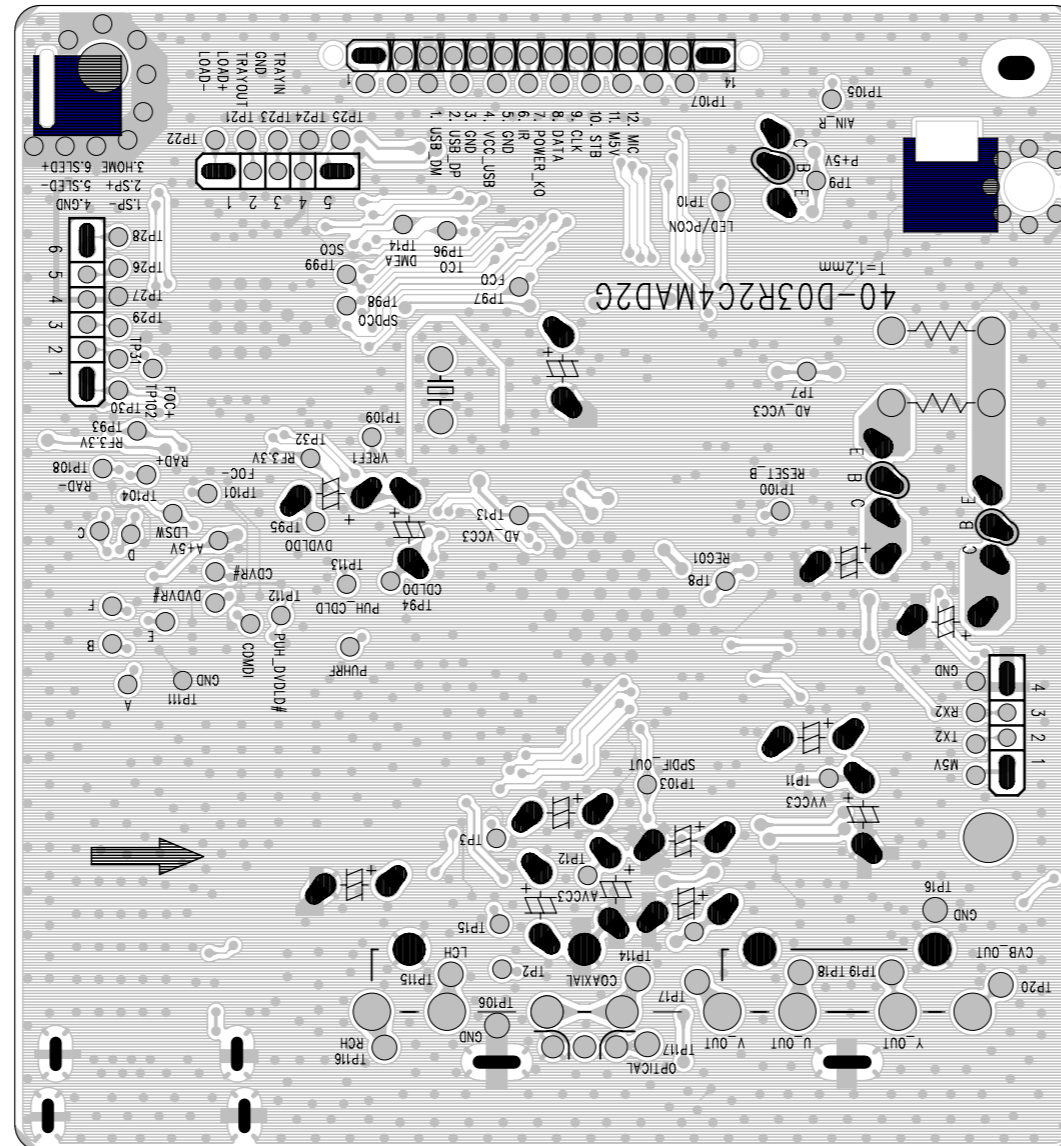 LOAD-
LOAD+
TRAYOUT
GND
TRAYIN
TP22
TP21
TP23
TP24
TP25
1
2
3
4
5
1
14
TP107
1. USB_DM
2. USB_DP
3. GND
4. VCC_USB
5. GND
6. IR
7. POWER_KO
8. DATA
9. CLK
10. STB
11. M5V
12. MIC
TP105
AIN_R
C
B
E
P+5V
TP9
TP10
LED/PCON
3.HOME 6.SLED+
2.SP+ 5.SLED-
1.SP- 4.GND
6
5
4
3
2
1
TP28
TP26
TP27
TP29
TP31
TP30
TP102
FOC+
SCO
TP99
TP14
DMEA
TP96
TCO
TP98
SPDCO
FCO
TP97
T=1.2mm
40-D03R2C4MAD2G
TP7
AD_VCC3
TP93
RF3.3V
TP108
RAD-
RAD+
TP104
FOC-
TP101
TP32
RF3.3V
TP109
VREF1
C
D
LDSW
A+5V
TP95
DVDLDO
TP13
AD_VCC3
RESET_B
TP100
E
B
C
E
B
C
CDVR#
DVDVR#
TP113
PUH_CDLD
CDLDO
TP94
REGO1
TP8
F
B
A
E
TP112
CDMDI
PUH_DVDLD#
PUHRF
GND
TP111
GND
RX2
TX2
M5V
4
3
2
1
SPDIF_OUT
TP103
TP11
VVCC3
TP3
TP12
AVCC3
TP15
TP16
GND
LCH
TP115
TP2
COAXIAL
TP114
TP17
TP19 TP18
CVB_OUT
TP20
TP106
GND
RCH
TP116
OPTICAL
TP117
V_OUT
U_OUT
Y_OUT